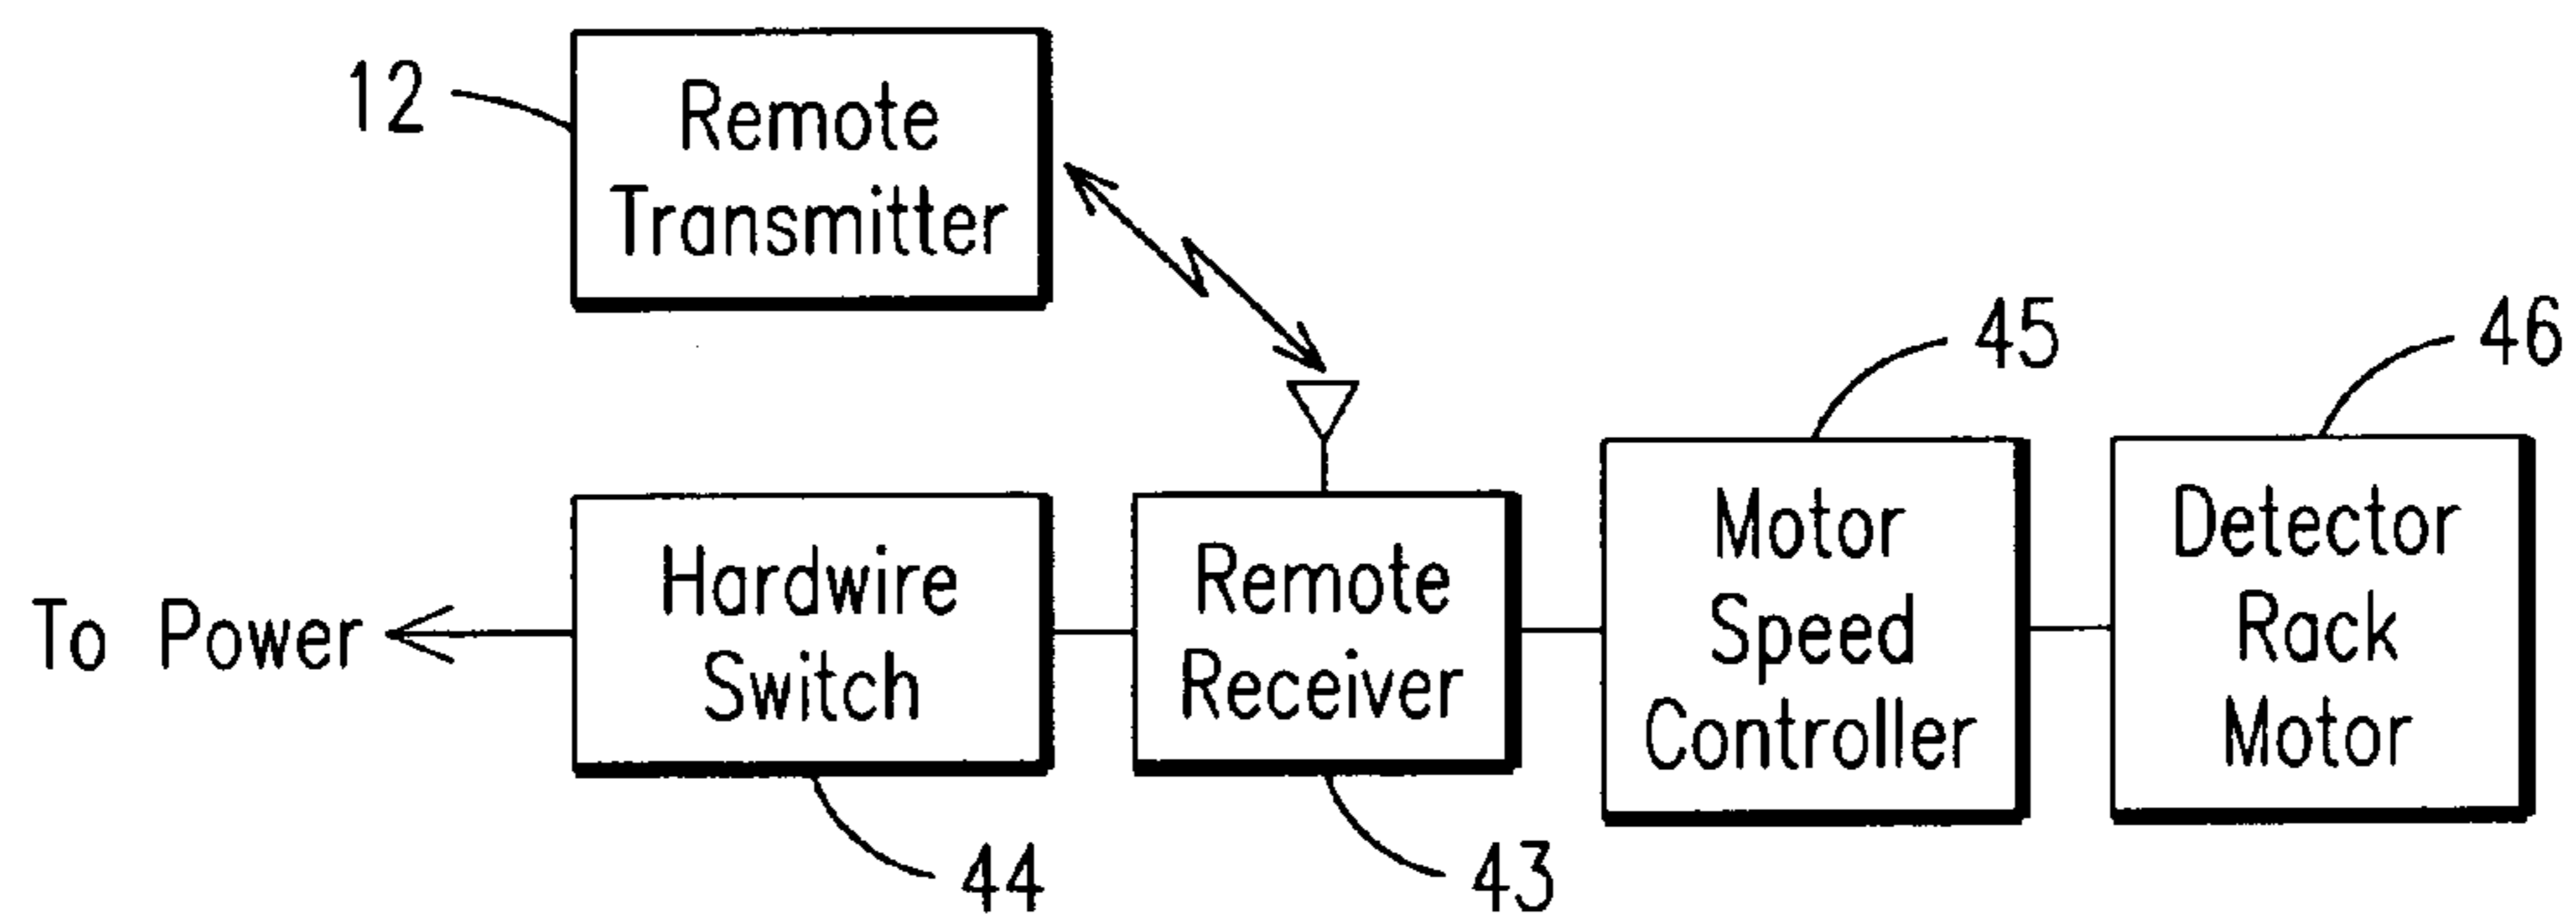 12
Remote
Transmitter
45
46
To Power
Hardwire
Switch
Remote
Receiver
Motor
Speed
Controller
Detector
Rack
Motor
44
43